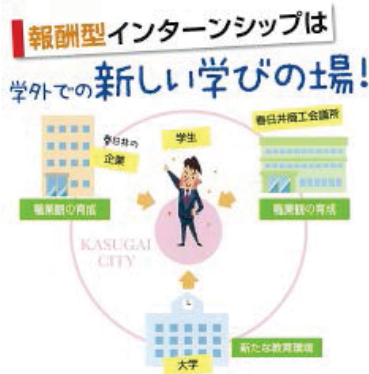 報酬型インターンシップは
学外での新しい学びの場!
春日井商工会議所
学生
春日井の
企業
職業観の育成
職業観の育成
KASUGAI
CITY
新たな教育環境
大学